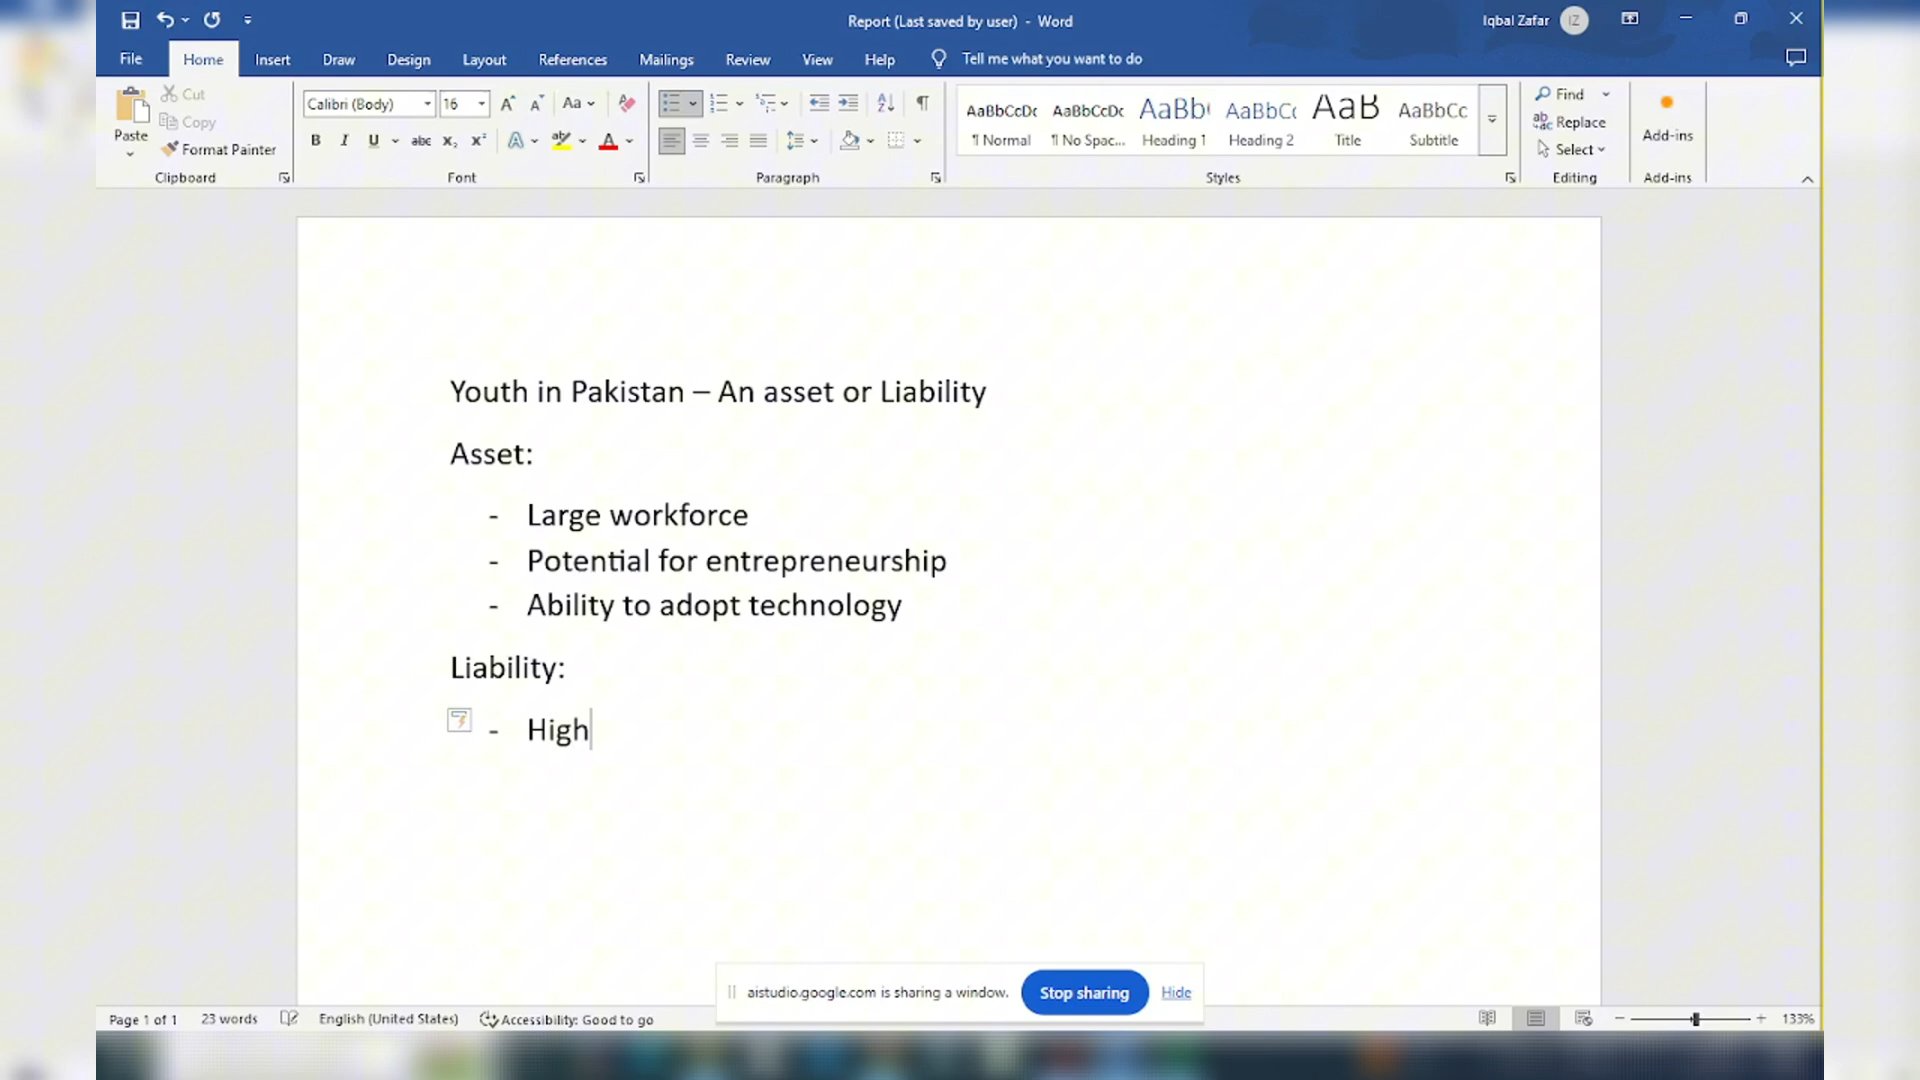 Report (Last saved by user) - Word
Iqbal Zafar IZ
File Home Insert Draw Design Layout References Mailings Review View Help Tell me what you want to do
Paste
Cut
Copy
Format Painter
Clipboard
Calibri (Body) 16
Font
Paragraph
AaBbCcDc AaBbCcDc AaBb( AaBbCc AaB AaBbCc
¶ Normal ¶ No Spac... Heading 1 Heading 2 Title Subtitle
Styles
Find
Replace
Select
Editing
Add-ins
Add-ins
Youth in Pakistan – An asset or Liability
Asset:
- Large workforce
- Potential for entrepreneurship
- Ability to adopt technology
Liability:
- High
aistudio.google.com is sharing a window. Stop sharing Hide
Page 1 of 1 23 words English (United States) Accessibility: Good to go 133%